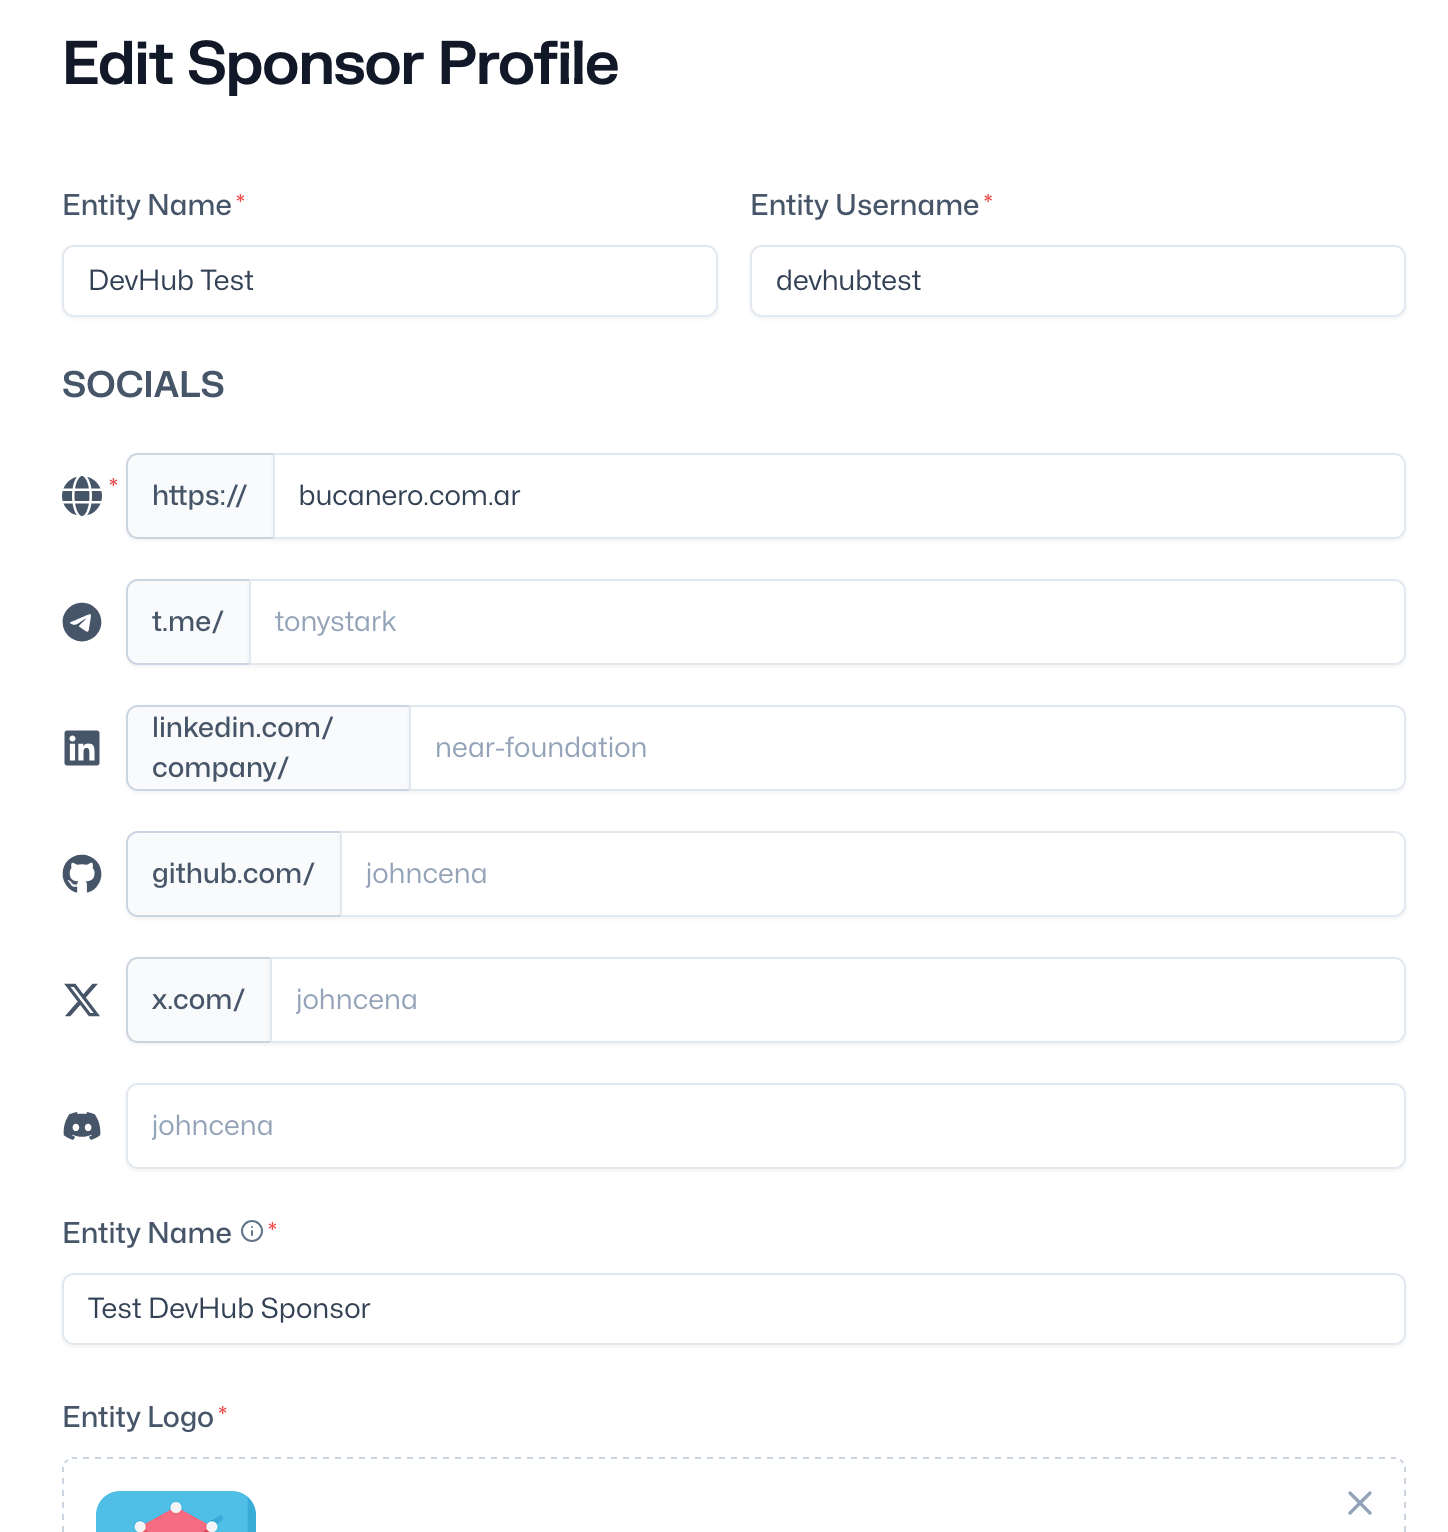 Edit Sponsor Profile
Entity Name* Entity Username*
DevHub Test devhubtest
SOCIALS
* https:// bucanero.com.ar
t.me/ tonystark
linkedin.com/
company/ near-foundation
github.com/ johncena
x.com/ johncena
johncena
Entity Name *
Test DevHub Sponsor
Entity Logo*